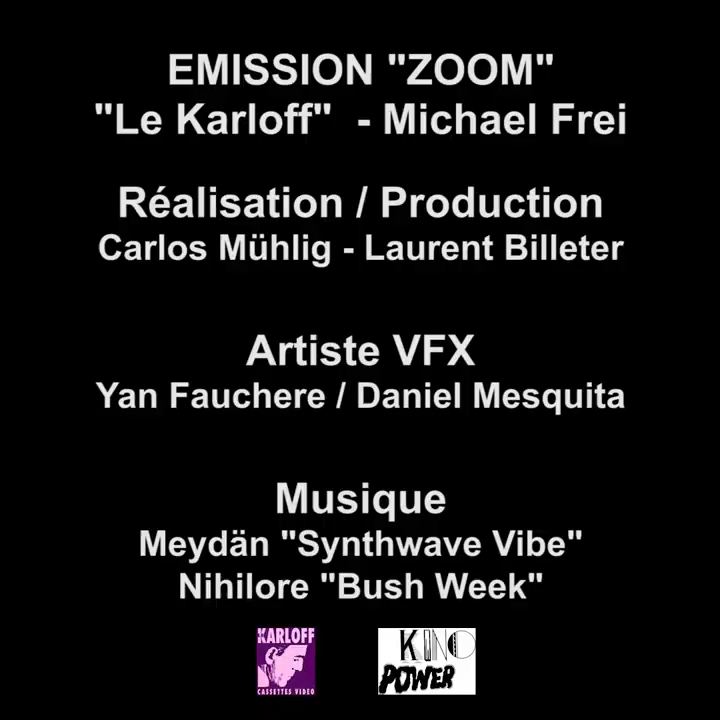 EMISSION "ZOOM"
"Le Karloff" - Michael Frei
Réalisation / Production
Carlos Mühlig - Laurent Billeter
Artiste VFX
Yan Fauchere / Daniel Mesquita
Musique
Meydän "Synthwave Vibe"
Nihilore "Bush Week"
KARLOFF
CASSETTES VIDEO
KINO
POWER